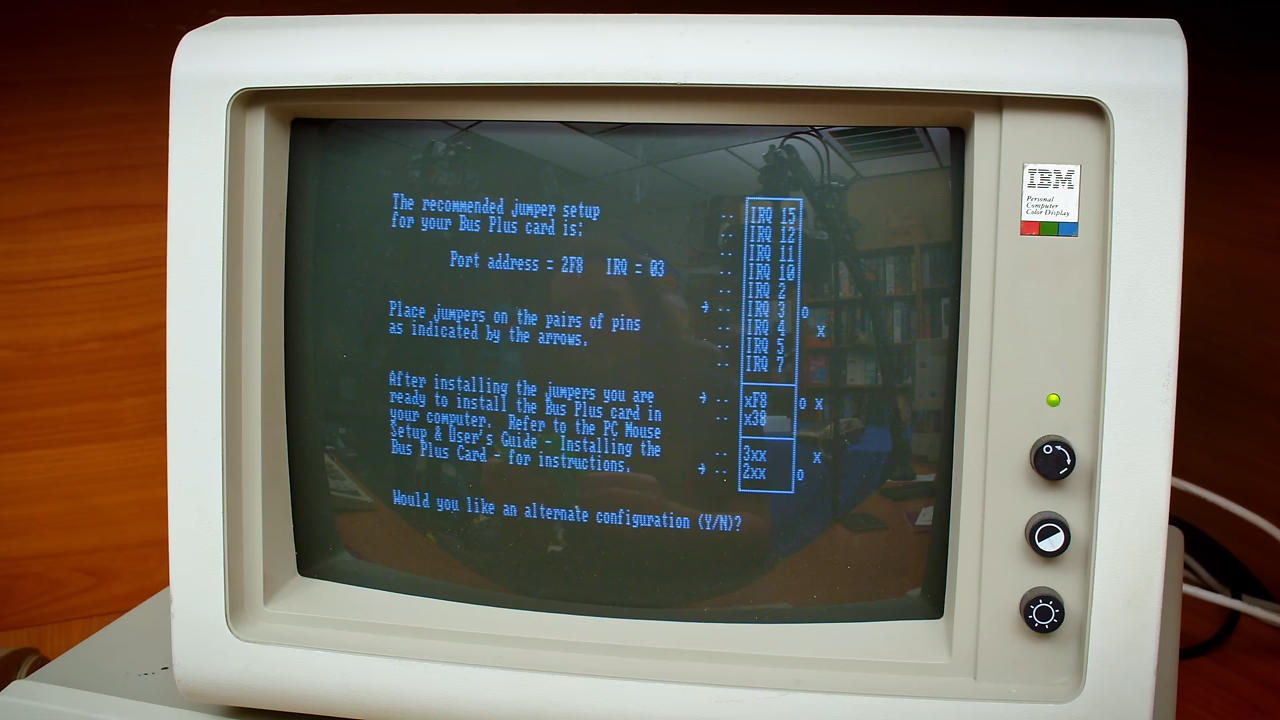 The recommended jumper setup
for your Bus Plus card is:
Port address = 2F8   IRQ = 03
Place jumpers on the pairs of pins
as indicated by the arrows.
After installing the jumpers you are
ready to install the Bus Plus card in
your computer.  Refer to the PC Mouse
Setup & User's Guide - Installing the
Bus Plus Card - for instructions.
Would you like an alternate configuration (Y/N)?
-- IRQ 15
-- IRQ 12
-- IRQ 11
-- IRQ 10
-- IRQ 2
→ -- IRQ 3 o
-- IRQ 4 x
-- IRQ 5
-- IRQ 7
→ -- xF8 o x
-- x38
-- 3xx x
→ -- 2xx o
IBM
Personal
Computer
Color Display